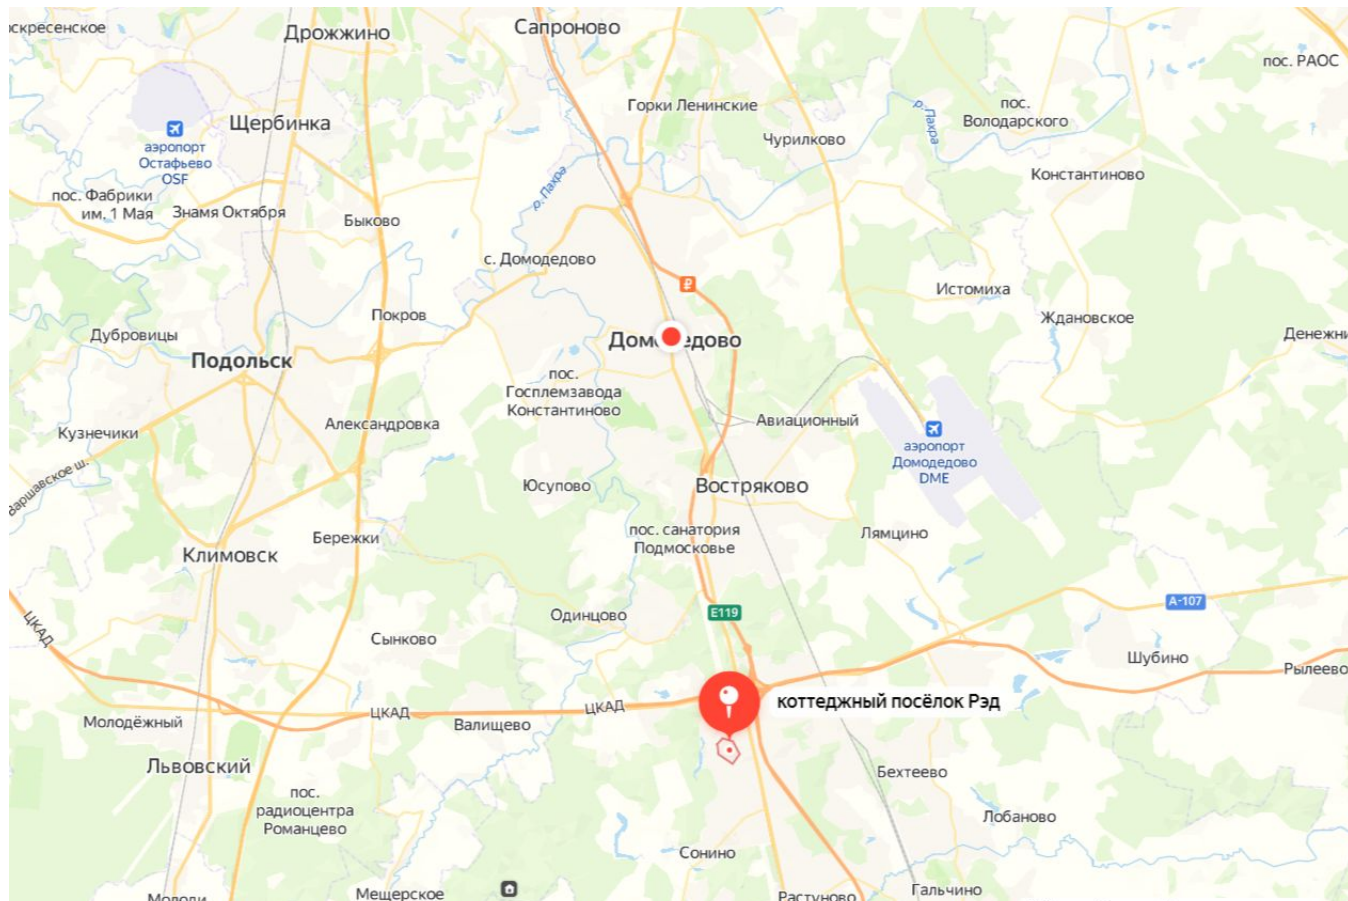 оскресенское
Дрожжино
Сапроново
пос. РАОС
Горки Ленинские
р. Пахра
пос.
Володарского
Щербинка
аэропорт
Остафьево
OSF
Чурилково
Константиново
р. Пахра
пос. Фабрики
им. 1 Мая
Знамя Октября
Быково
с. Домодедово
Истомиха
Покров
Ждановское
Дубровицы
Денежни
Подольск
пос.
Госплемзавода
Константиново
Авиационный
Александровка
Кузнечики
аэропорт
Домодедово
DME
Варшавское ш.
Юсупово
Востряково
пос. санатория
Подмосковье
Лямцино
Бережки
Климовск
A-107
E119
Одинцово
ЦКАД
Сынково
Шубино
Рылеево
коттеджный посёлок Рэд
ЦКАД
ЦКАД
Молодёжный
Валищево
Львовский
Бехтеево
пос.
радиоцентра
Романцево
Лобаново
Сонино
Мещерское
Гальчино
Растуново